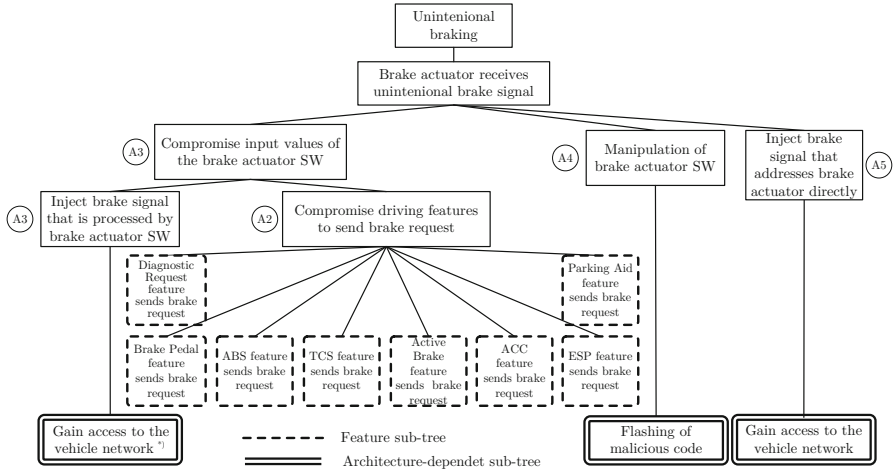 Unintenional
braking
Brake actuator receives
unintenional brake signal
A3
Compromise input values
of the brake actuator SW
A4
Manipulation of
brake actuator SW
Inject brake
signal that
addresses brake
actuator directly
A5
A3
Inject brake signal
that is processed by
brake actuator SW
A2
Compromise driving features
to send brake request
Diagnostic
Request
feature
sends brake
request
Parking Aid
feature
sends brake
request
Brake Pedal
feature
sends brake
request
ABS feature
sends brake
request
TCS feature
sends brake
request
Active
Brake
feature
sends brake
request
ACC
feature
sends brake
request
ESP feature
sends brake
request
Gain access to the
vehicle network *)
Flashing of
malicious code
Gain access to the
vehicle network
Feature sub-tree
Architecture-dependet sub-tree